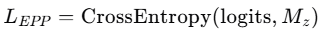 L_{EPP} = CrossEntropy(logits, M_z)